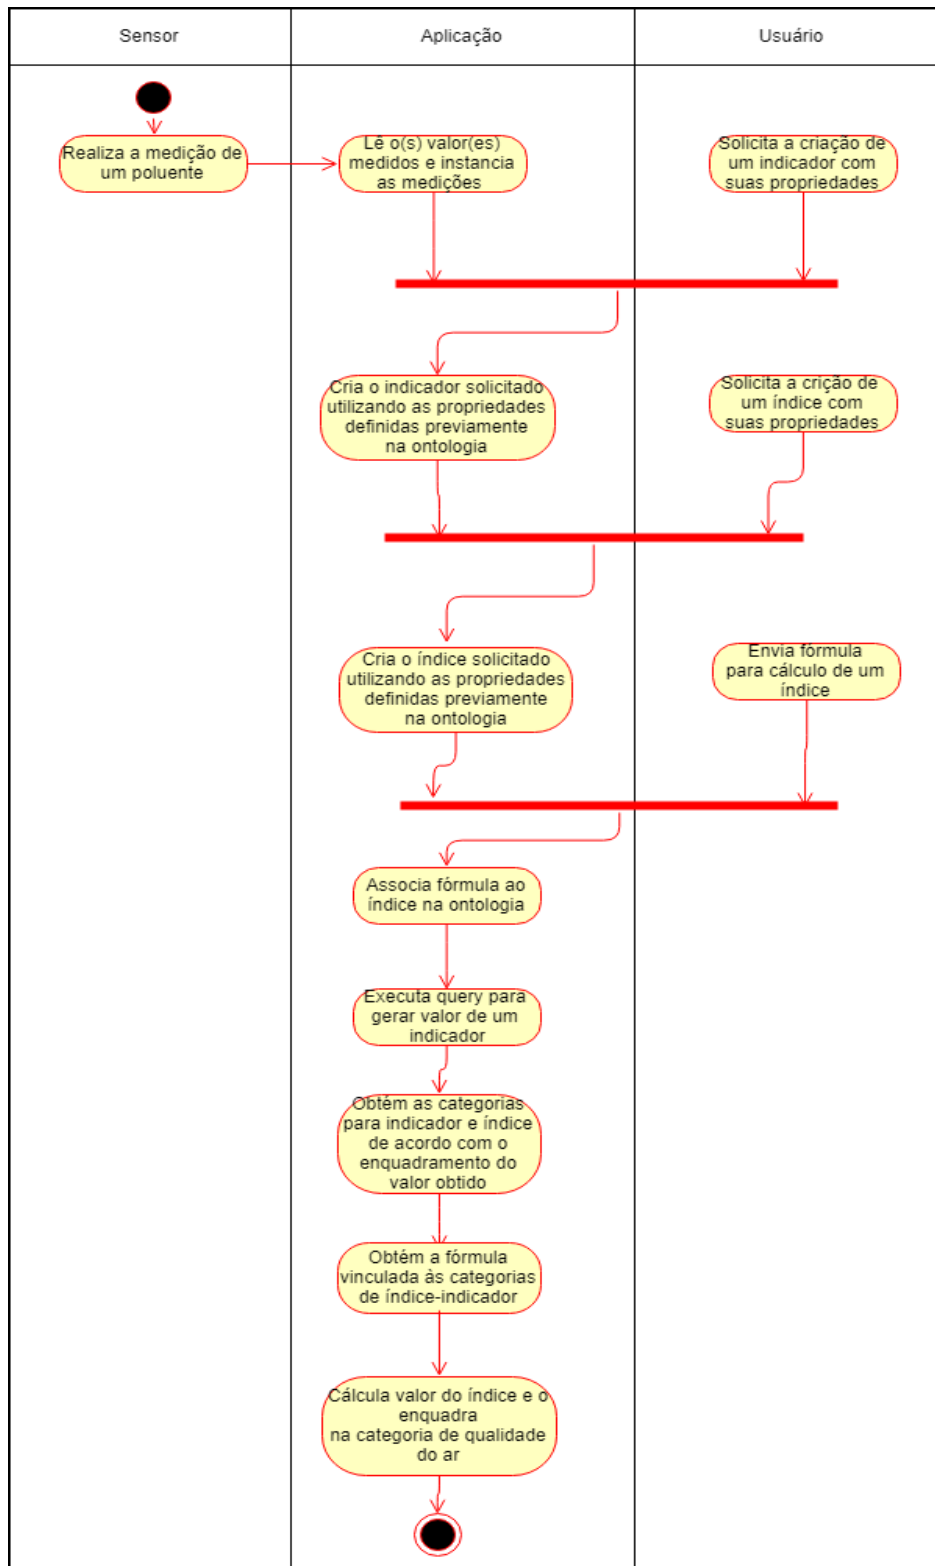 Sensor
Aplicação
Usuário
Realiza a medição de
um poluente
Lê o(s) valor(es)
medidos e instancia
as medições
Solicita a criação de
um indicador com
suas propriedades
Cria o indicador solicitado
utilizando as propriedades
definidas previamente
na ontologia
Solicita a crição de
um índice com
suas propriedades
Cria o índice solicitado
utilizando as propriedades
definidas previamente
na ontologia
Envia fórmula
para cálculo de um
índice
Associa fórmula ao
índice na ontologia
Executa query para
gerar valor de um
indicador
Obtém as categorias
para indicador e índice
de acordo com o
enquadramento do
valor obtido
Obtém a fórmula
vinculada às categorias
de índice-indicador
Cálcula valor do índice e o
enquadra
na categoria de qualidade
do ar